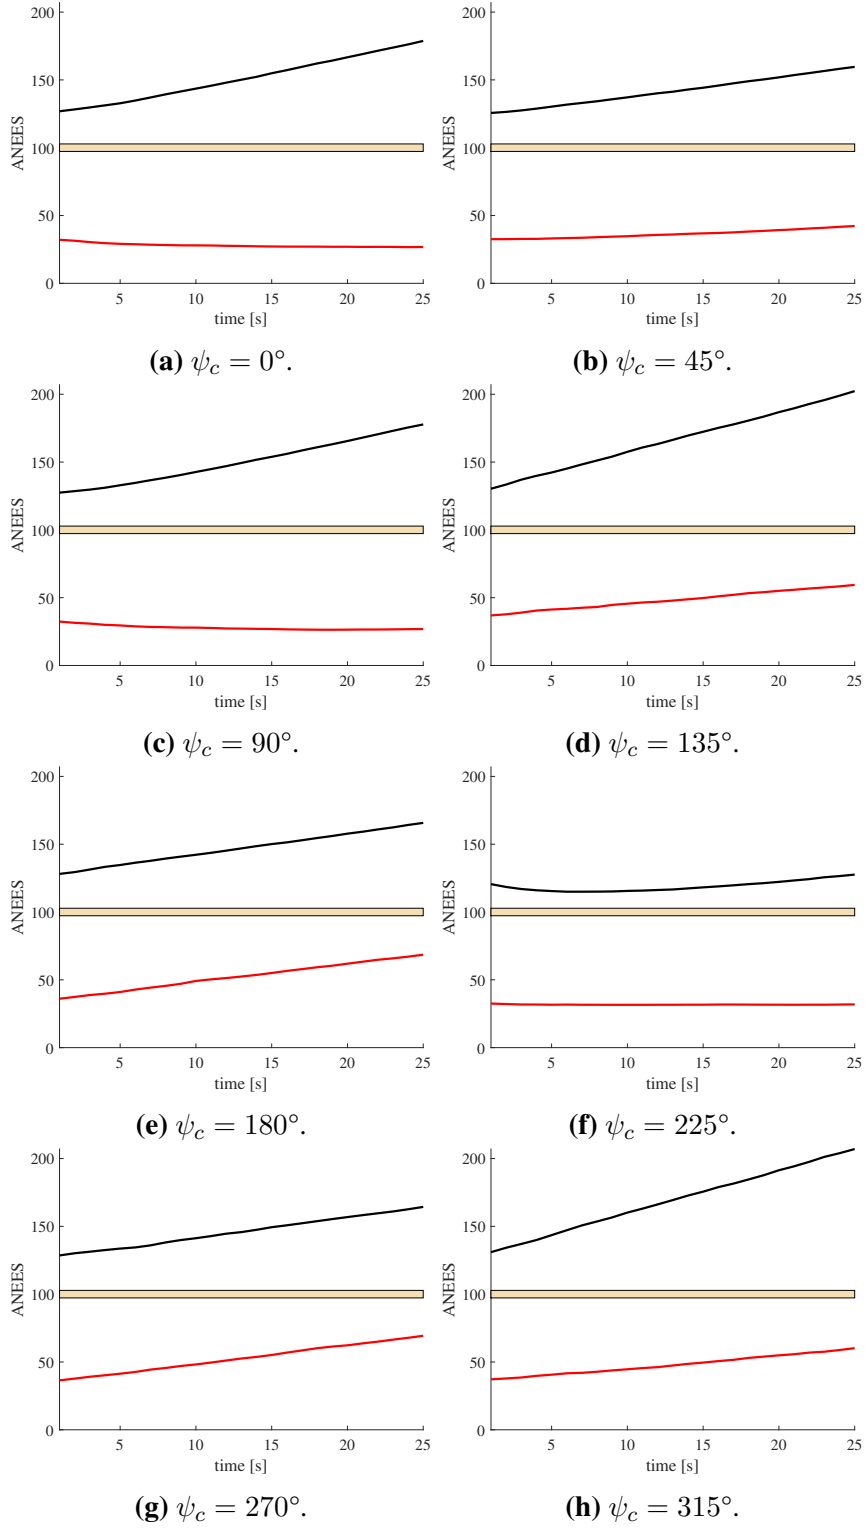 200
150
100
50
0
ANEES
5 10 15 20 25
time [s]
(a) ψc = 0°.
200
150
100
50
0
ANEES
5 10 15 20 25
time [s]
(b) ψc = 45°.
200
150
100
50
0
ANEES
5 10 15 20 25
time [s]
(c) ψc = 90°.
200
150
100
50
0
ANEES
5 10 15 20 25
time [s]
(d) ψc = 135°.
200
150
100
50
0
ANEES
5 10 15 20 25
time [s]
(e) ψc = 180°.
200
150
100
50
0
ANEES
5 10 15 20 25
time [s]
(f) ψc = 225°.
200
150
100
50
0
ANEES
5 10 15 20 25
time [s]
(g) ψc = 270°.
200
150
100
50
0
ANEES
5 10 15 20 25
time [s]
(h) ψc = 315°.